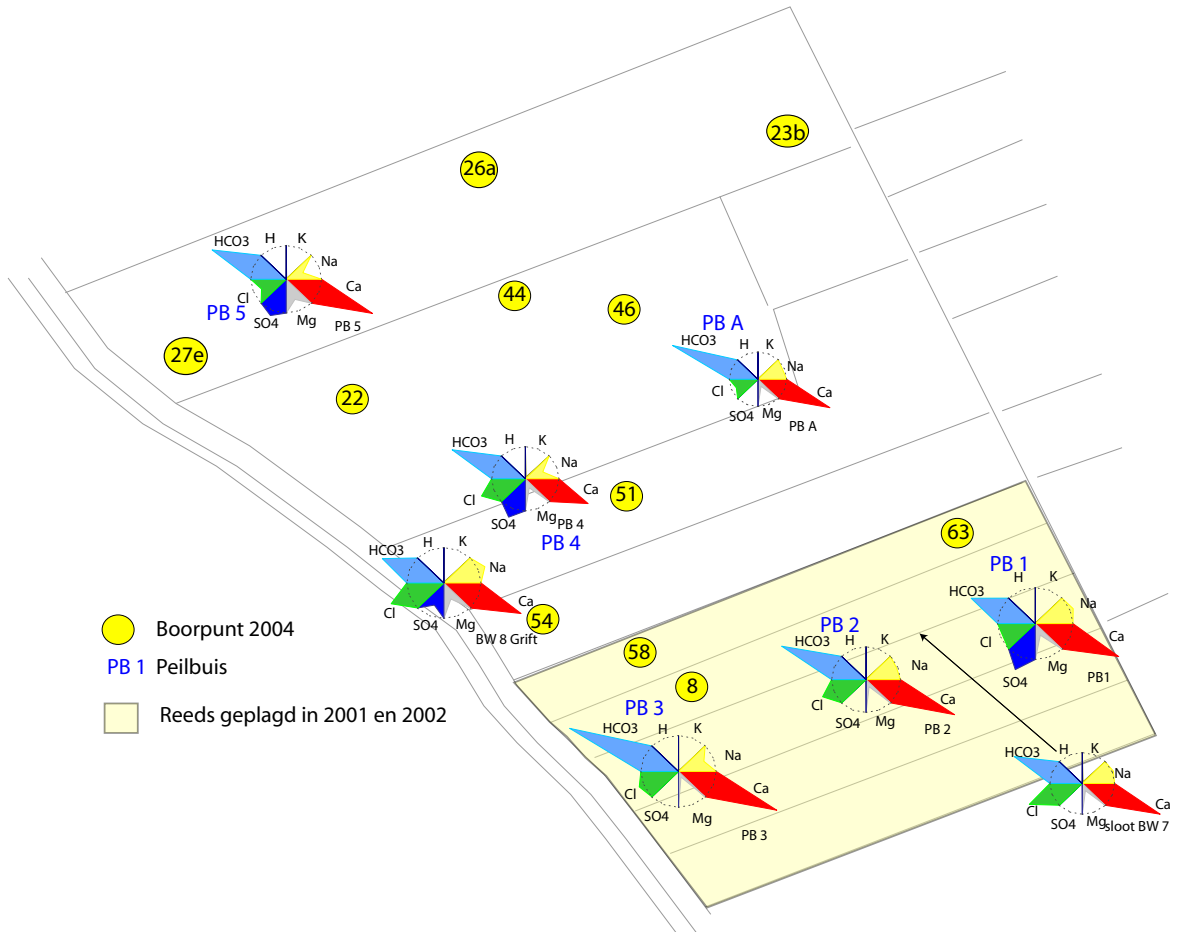 23b
26a
HCO3 H K Na Ca Mg SO4 Cl
PB 5
PB 5
44
46
27e
22
PB A
HCO3 H K Na Ca Mg SO4 Cl
PB A
HCO3 H K Na Ca Mg SO4 Cl
PB 4
PB 4
51
63
HCO3 H K Na Ca Mg SO4 Cl
BW 8 Grift
54
PB 1
HCO3 H K Na Ca Mg SO4 Cl
PB1
58
8
PB 2
HCO3 H K Na Ca Mg SO4 Cl
PB 2
PB 3
HCO3 H K Na Ca Mg SO4 Cl
PB 3
HCO3 H K Na Ca Mg SO4 Cl
sloot BW 7
Boorpunt 2004
PB 1 Peilbuis
Reeds geplagd in 2001 en 2002